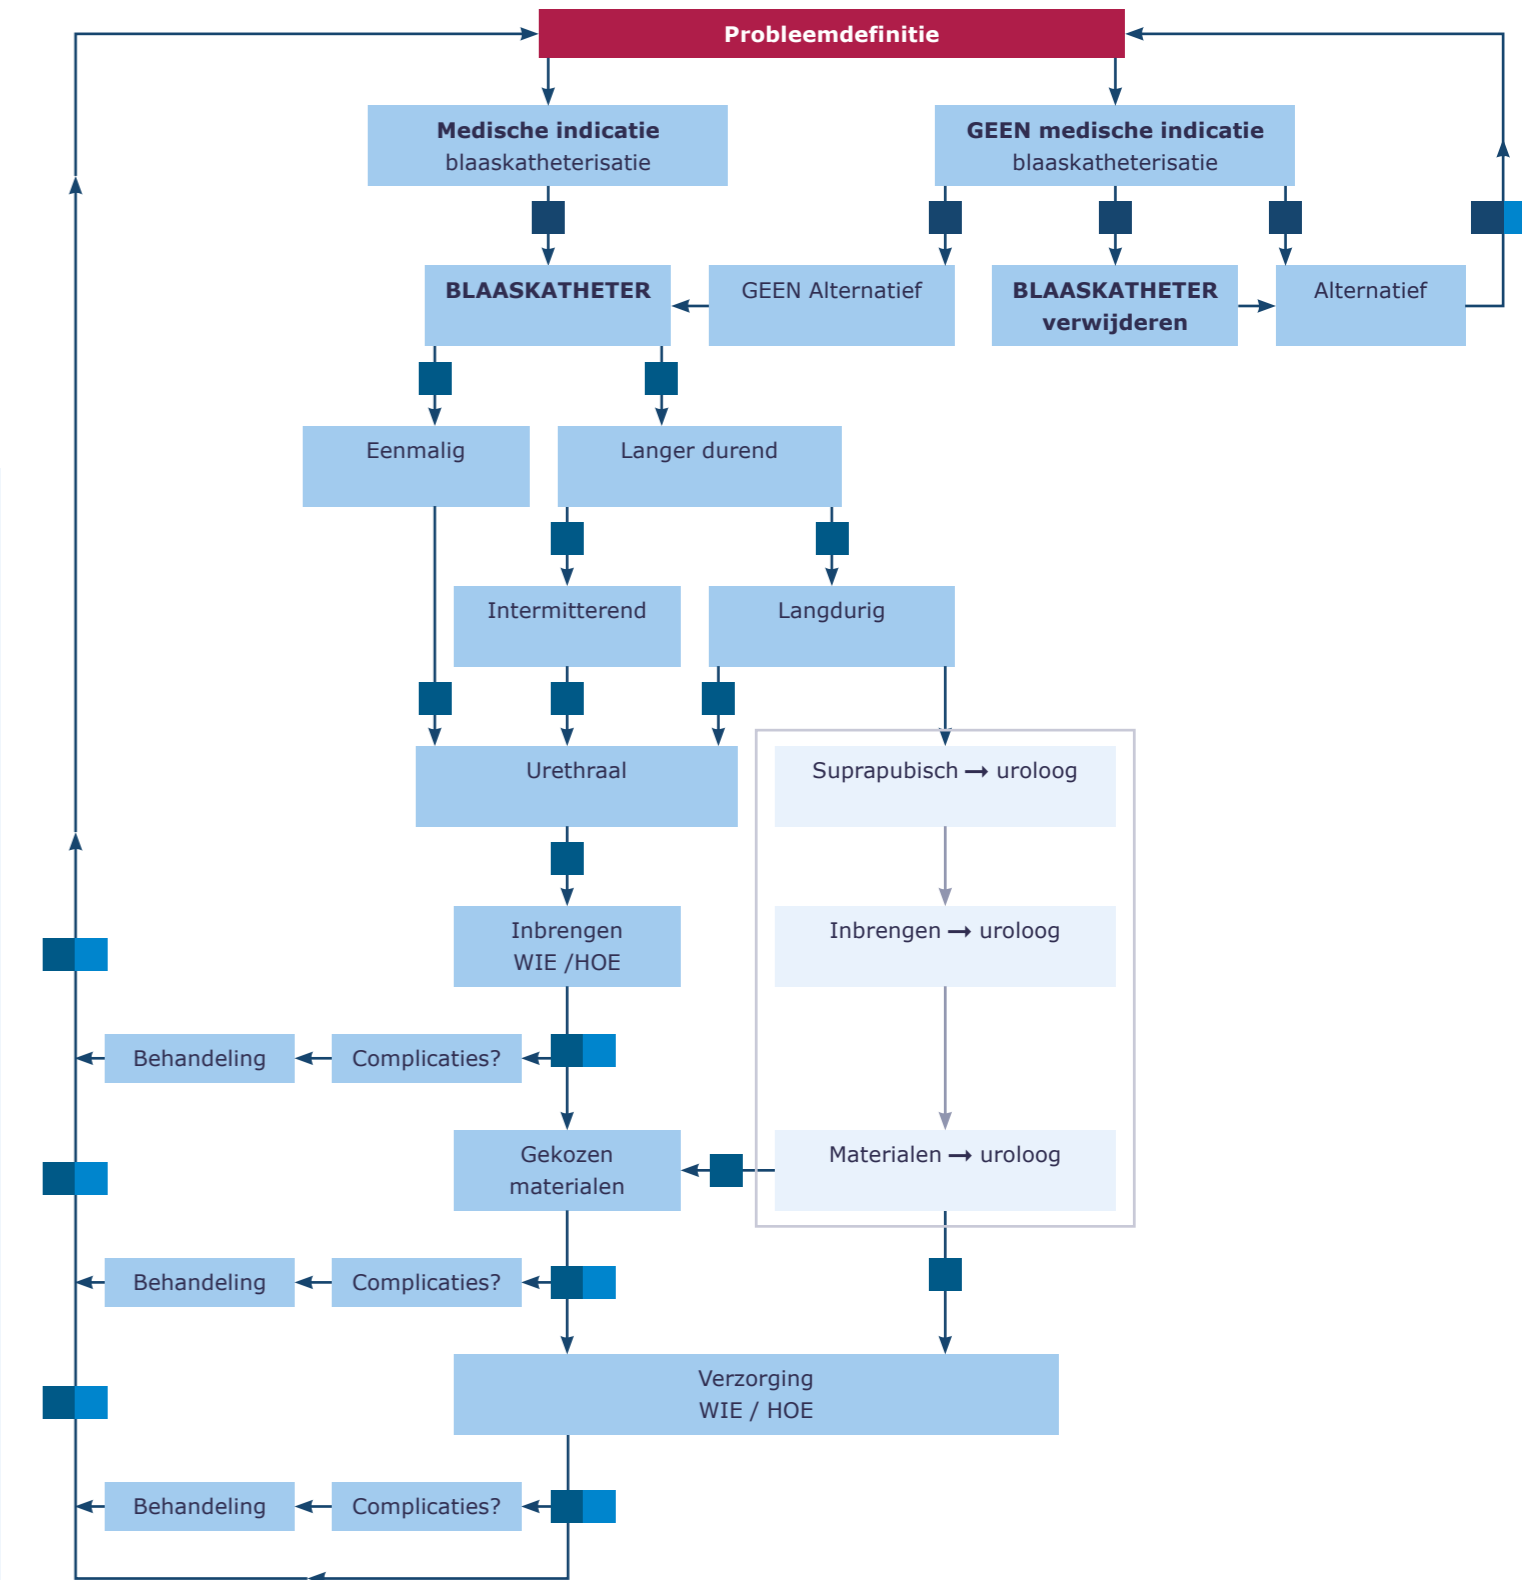 Probleemdefinitie
Medische indicatie
blaaskatheterisatie
GEEN medische indicatie
blaaskatheterisatie
BLAASKATHETER
GEEN Alternatief
BLAASKATHETER
verwijderen
Alternatief
Eenmalig
Langer durend
Intermitterend
Langdurig
Urethraal
Suprapubisch → uroloog
Inbrengen
WIE /HOE
Inbrengen → uroloog
Behandeling
Complicaties?
Gekozen
materialen
Materialen → uroloog
Behandeling
Complicaties?
Verzorging
WIE / HOE
Behandeling
Complicaties?